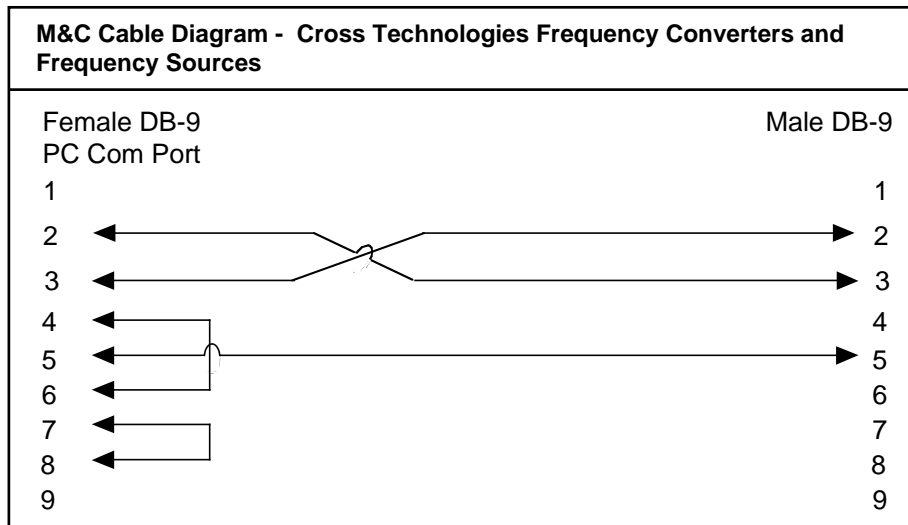 M&C Cable Diagram - Cross Technologies Frequency Converters and
Frequency Sources
Female DB-9 Male DB-9
PC Com Port
1 1
2 2
3 3
4 4
5 5
6 6
7 7
8 8
9 9